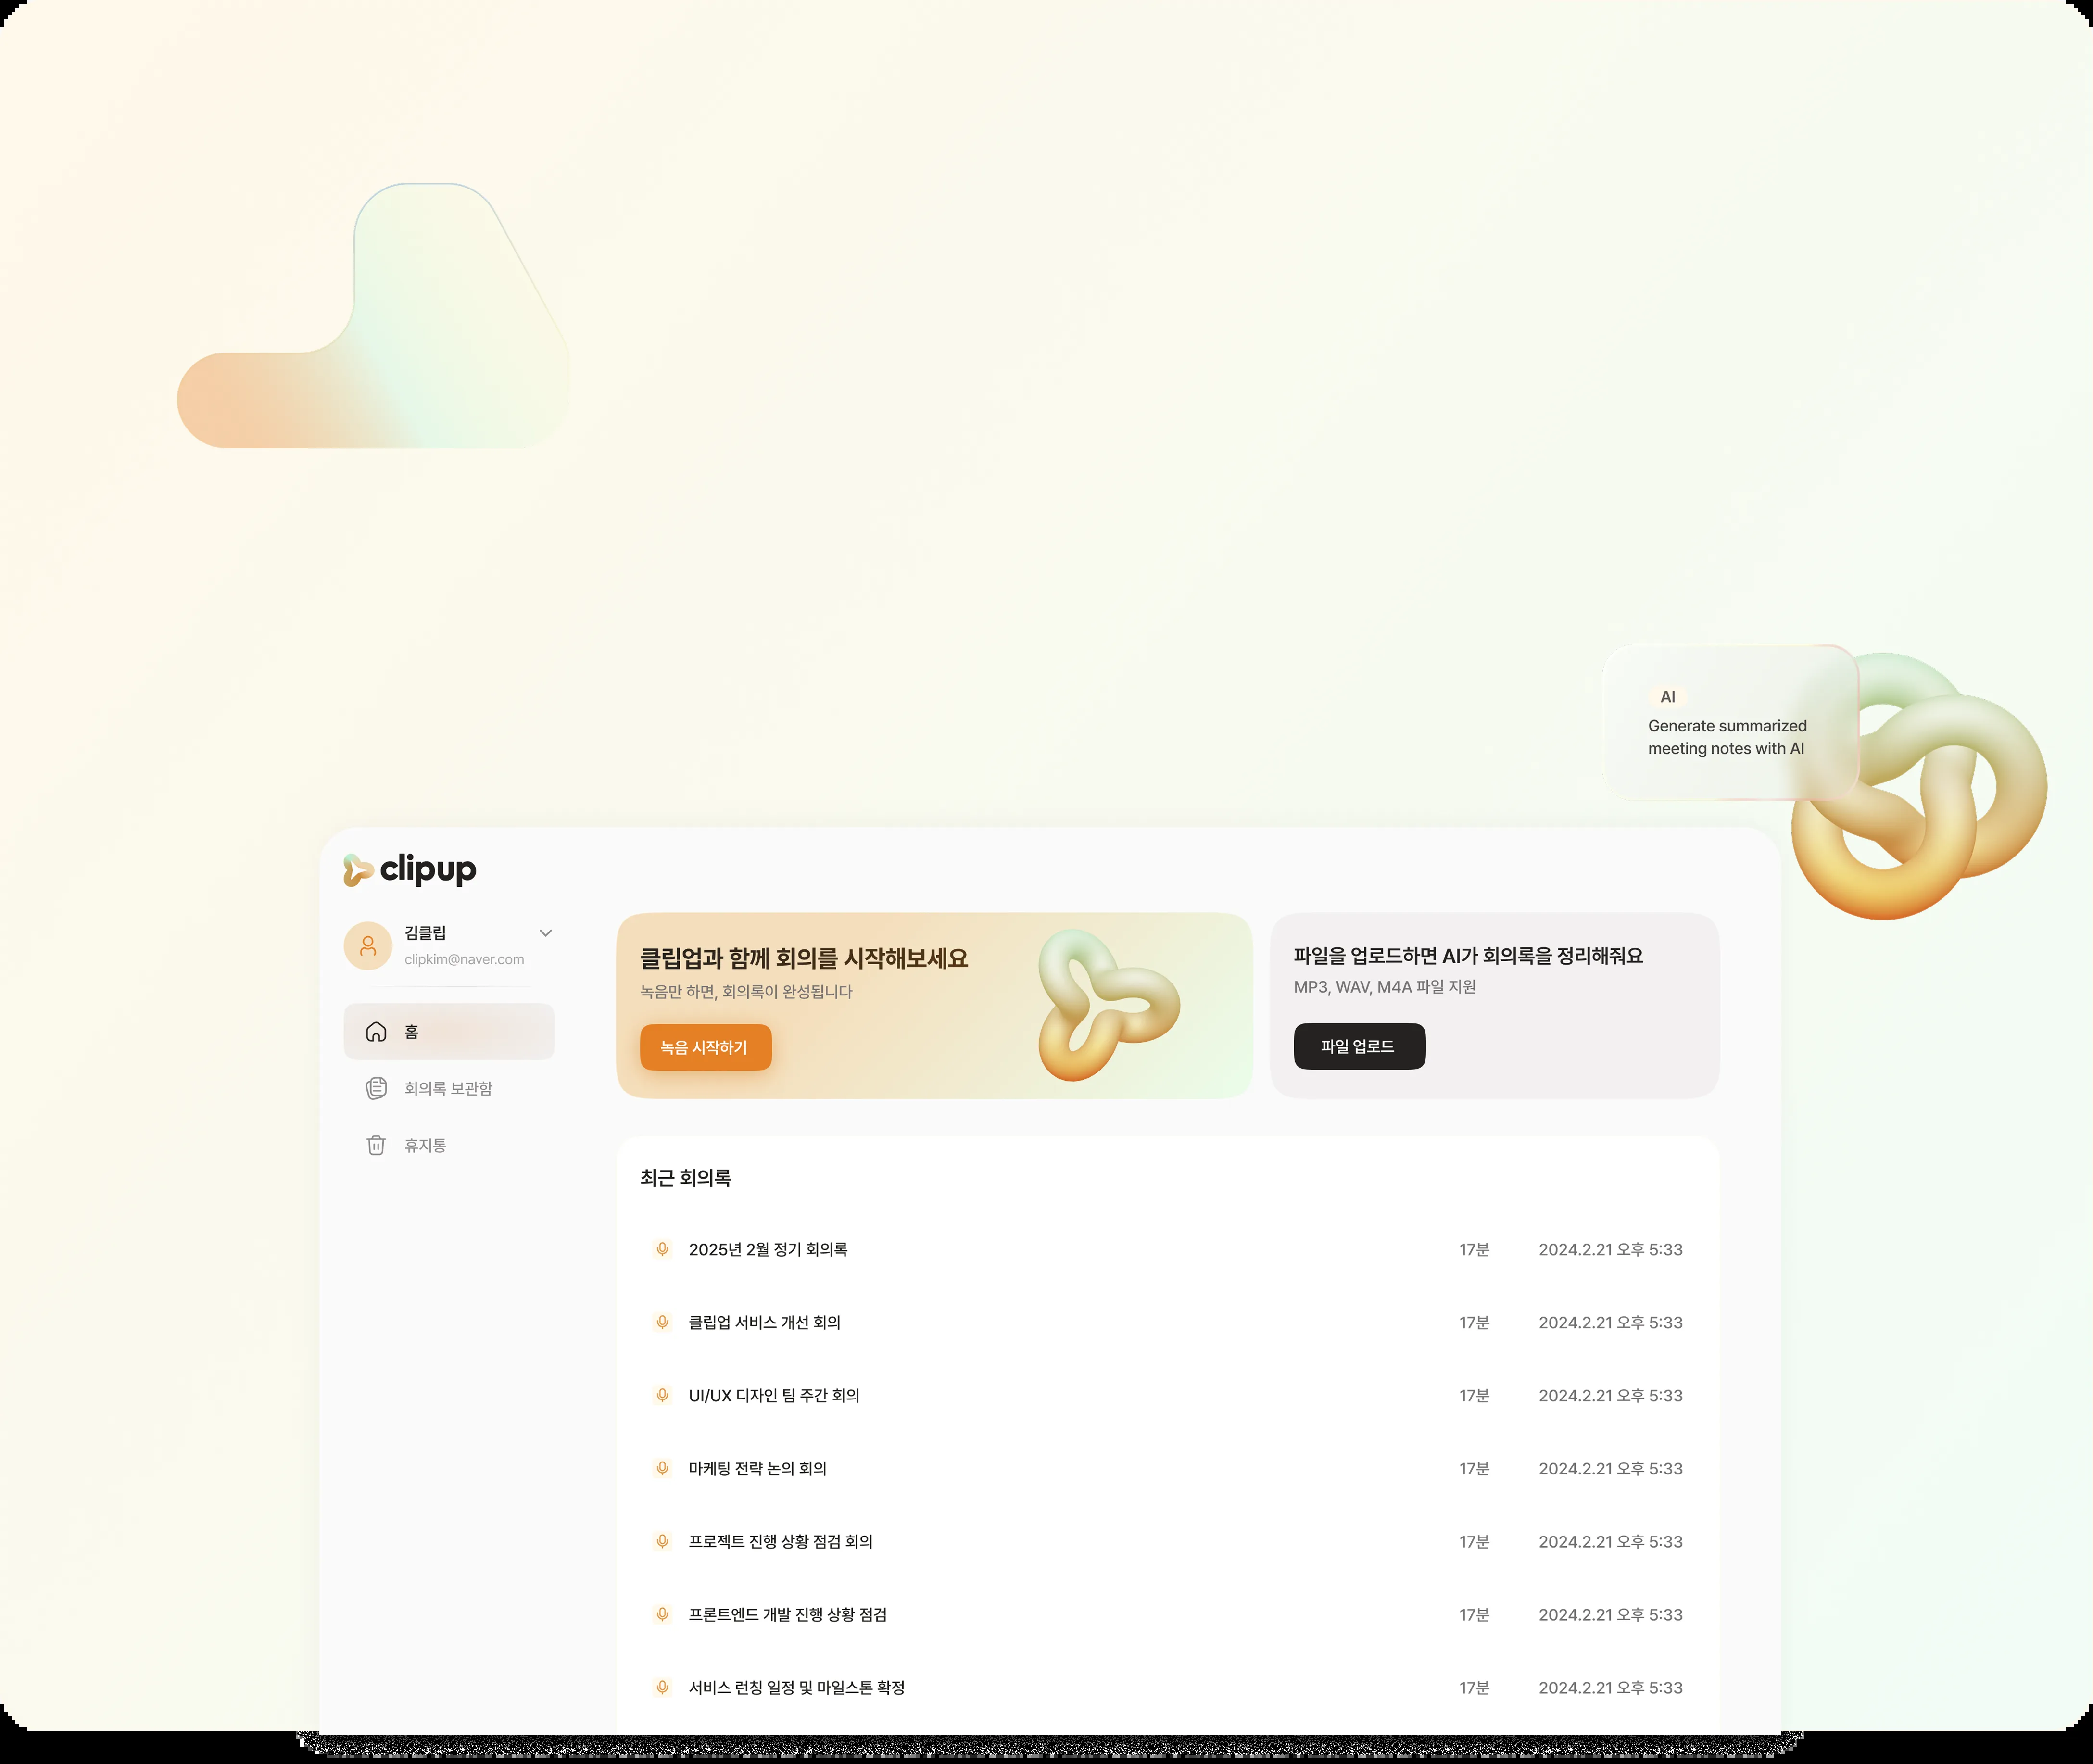 AI
Generate summarized
meeting notes with AI
clipup
김클립
clipkim@naver.com
홈
회의록 보관함
휴지통
클립업과 함께 회의를 시작해보세요
녹음만 하면, 회의록이 완성됩니다
녹음 시작하기
파일을 업로드하면 AI가 회의록을 정리해줘요
MP3, WAV, M4A 파일 지원
파일 업로드
최근 회의록
2025년 2월 정기 회의록 17분 2024.2.21 오후 5:33
클립업 서비스 개선 회의 17분 2024.2.21 오후 5:33
UI/UX 디자인 팀 주간 회의 17분 2024.2.21 오후 5:33
마케팅 전략 논의 회의 17분 2024.2.21 오후 5:33
프로젝트 진행 상황 점검 회의 17분 2024.2.21 오후 5:33
프론트엔드 개발 진행 상황 점검 17분 2024.2.21 오후 5:33
서비스 런칭 일정 및 마일스톤 확정 17분 2024.2.21 오후 5:33